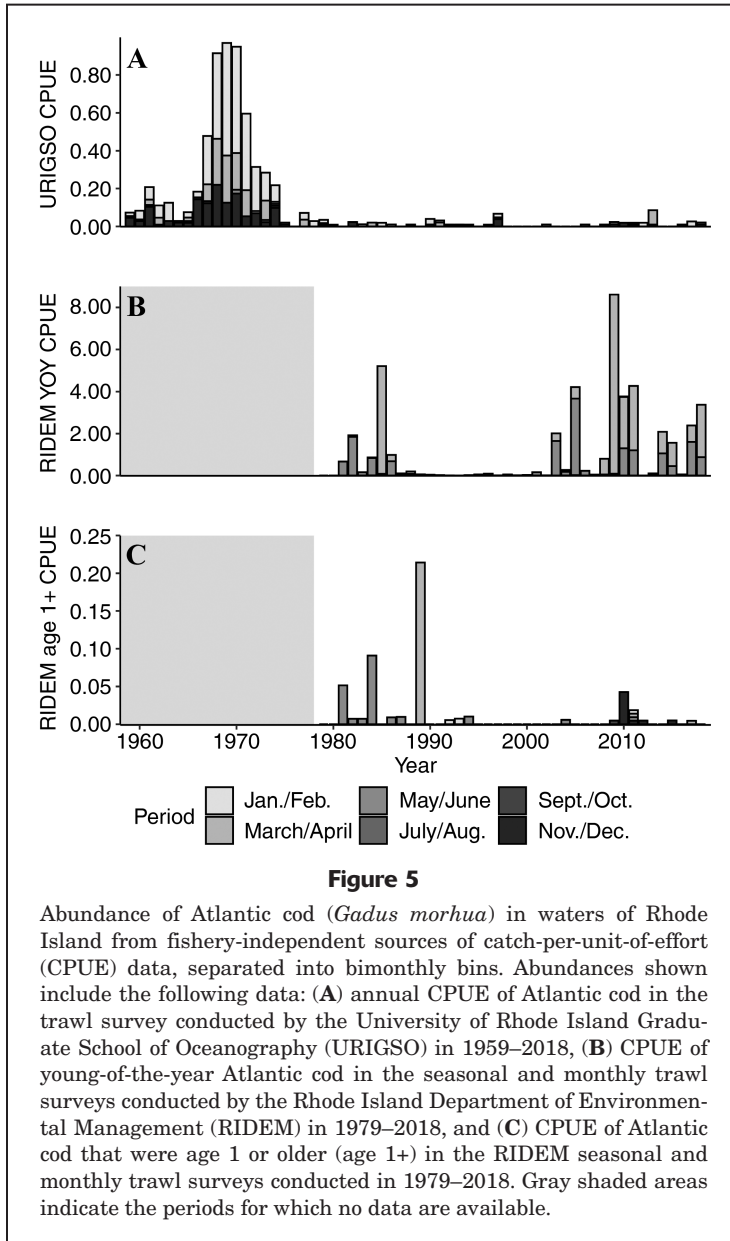 A
URIGSO CPUE
0.80
0.60
0.40
0.20
0.00
B
RIDEM YOY CPUE
8.00
6.00
4.00
2.00
0.00
C
RIDEM age 1+ CPUE
0.25
0.20
0.15
0.10
0.05
0.00
1960 1970 1980 1990 2000 2010
Year
Period
Jan./Feb. May/June Sept./Oct.
March/April July/Aug. Nov./Dec.
Figure 5
Abundance of Atlantic cod (Gadus morhua) in waters of Rhode
Island from fishery-independent sources of catch-per-unit-of-effort
(CPUE) data, separated into bimonthly bins. Abundances shown
include the following data: (A) annual CPUE of Atlantic cod in the
trawl survey conducted by the University of Rhode Island Gradu-
ate School of Oceanography (URIGSO) in 1959–2018, (B) CPUE of
young-of-the-year Atlantic cod in the seasonal and monthly trawl
surveys conducted by the Rhode Island Department of Environmen-
tal Management (RIDEM) in 1979–2018, and (C) CPUE of Atlantic
cod that were age 1 or older (age 1+) in the RIDEM seasonal and
monthly trawl surveys conducted in 1979–2018. Gray shaded areas
indicate the periods for which no data are available.